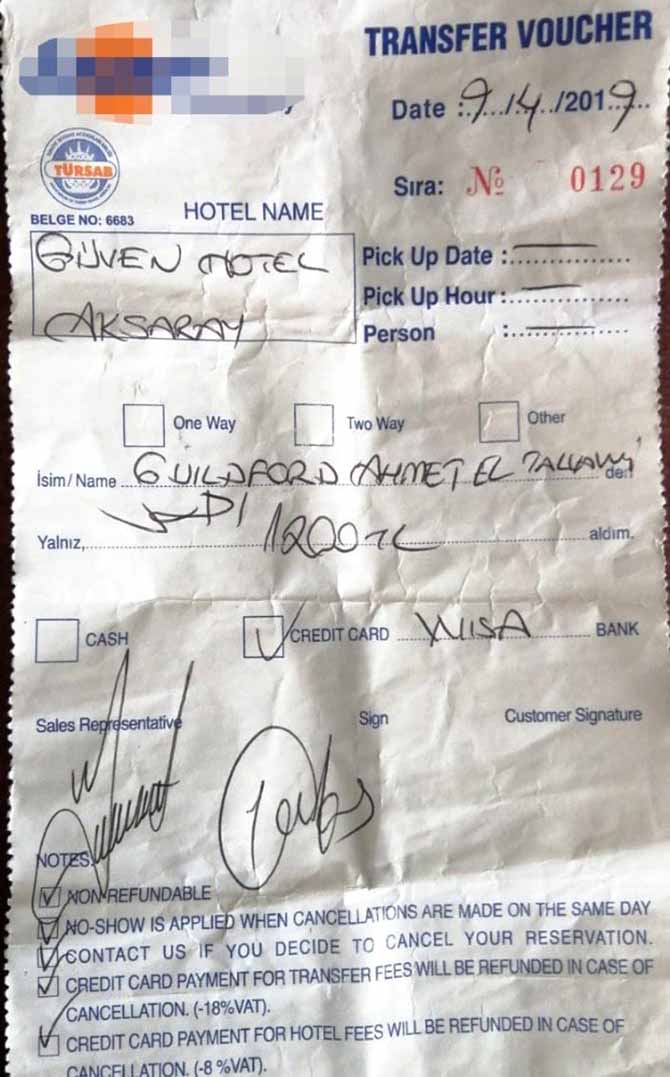 TRANSFER VOUCHER
Date : 9/4/2019
TÜRSAB
BELGE NO: 6683
Sıra: No 0129
HOTEL NAME
GÜVEN HOTEL
AKSARAY
Pick Up Date :
Pick Up Hour :
Person :
One Way
Two Way
Other
İsim / Name GUILDFORD AHMET EL den
Yalnız, 1200 TL aldım.
CASH
CREDIT CARD VISA BANK
Sales Representative
Sign
Customer Signature
NOTES
NON-REFUNDABLE
NO-SHOW IS APPLIED WHEN CANCELLATIONS ARE MADE ON THE SAME DAY
CONTACT US IF YOU DECIDE TO CANCEL YOUR RESERVATION.
CREDIT CARD PAYMENT FOR TRANSFER FEES WILL BE REFUNDED IN CASE OF
CANCELLATION. (-18%VAT).
CREDIT CARD PAYMENT FOR HOTEL FEES WILL BE REFUNDED IN CASE OF
CANCELLATION. (-8 %VAT).